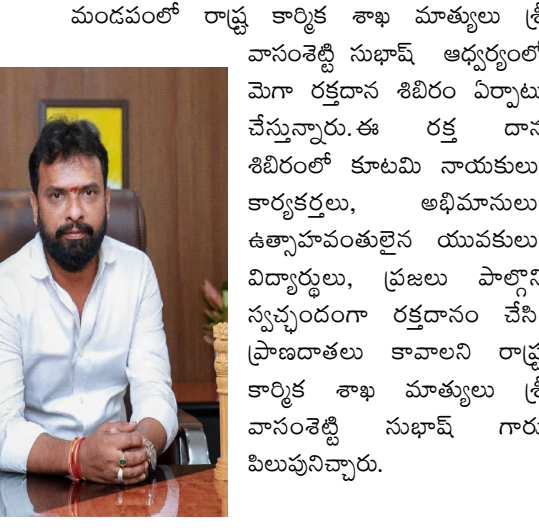 మండపంలో రాష్ట్ర కార్మిక శాఖ మాత్యులు శ్రీ
వాసంశెట్టి సుభాష్ ఆధ్వర్యంలో
మెగా రక్తదాన శిబిరం ఏర్పాటు
చేస్తున్నారు.ఈ రక్త దాన
శిబిరంలో కూటమి నాయకులు
కార్యకర్తలు, అభిమానులు
ఉత్సాహవంతులైన యువకులు
విద్యార్థులు, ప్రజలు పాల్గొని
స్వచ్ఛందంగా రక్తదానం చేసి
ప్రాణదాతలు కావాలని రాష్ట్ర
కార్మిక శాఖ మాత్యులు శ్రీ
వాసంశెట్టి సుభాష్ గారు
పిలుపునిచ్చారు.